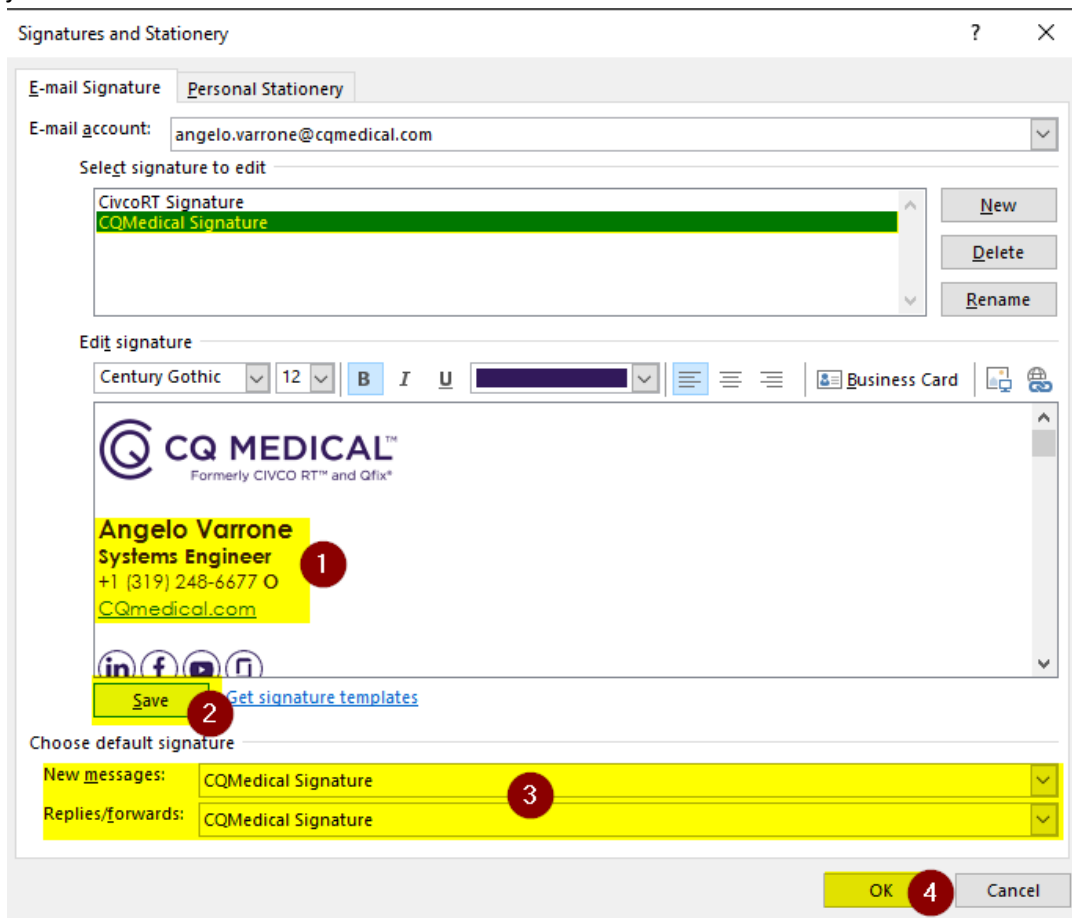 Signatures and Stationery ? ×
E-mail Signature Personal Stationery
E-mail account: angelo.varrone@cqmedical.com
Select signature to edit
CivcoRT Signature
CQMedical Signature
New
Delete
Rename
Edit signature
Century Gothic 12 B I U Business Card
CQ MEDICAL™
Formerly CIVCO RT™ and Qfix®
Angelo Varrone
Systems Engineer
+1 (319) 248-6677 O
CQmedical.com
1
in f
Save Get signature templates
2
Choose default signature
New messages: CQMedical Signature
3
Replies/forwards: CQMedical Signature
OK 4 Cancel